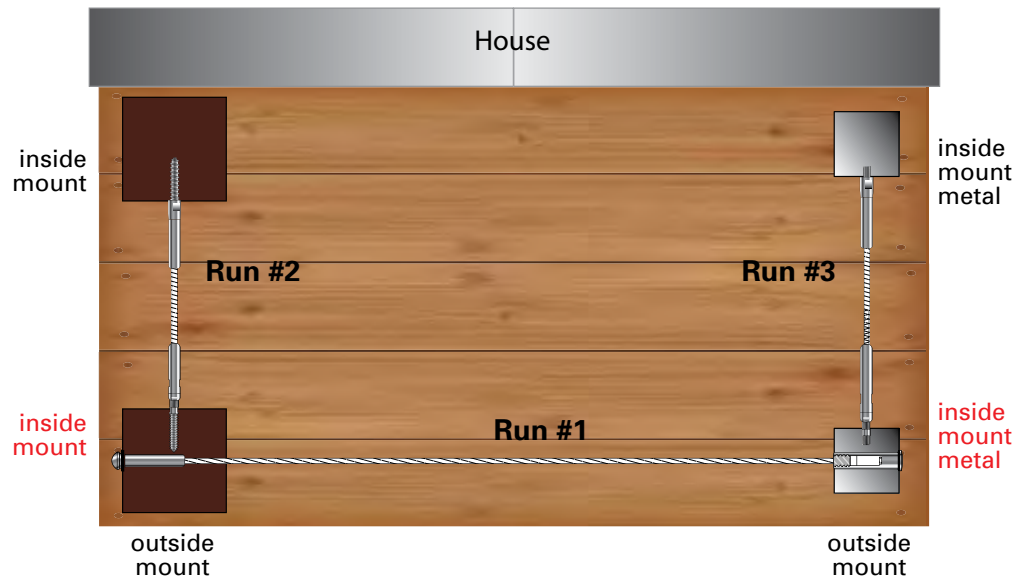 House
inside
mount
inside
mount
metal
Run #2
Run #3
inside
mount
Run #1
inside
mount
metal
outside
mount
outside
mount